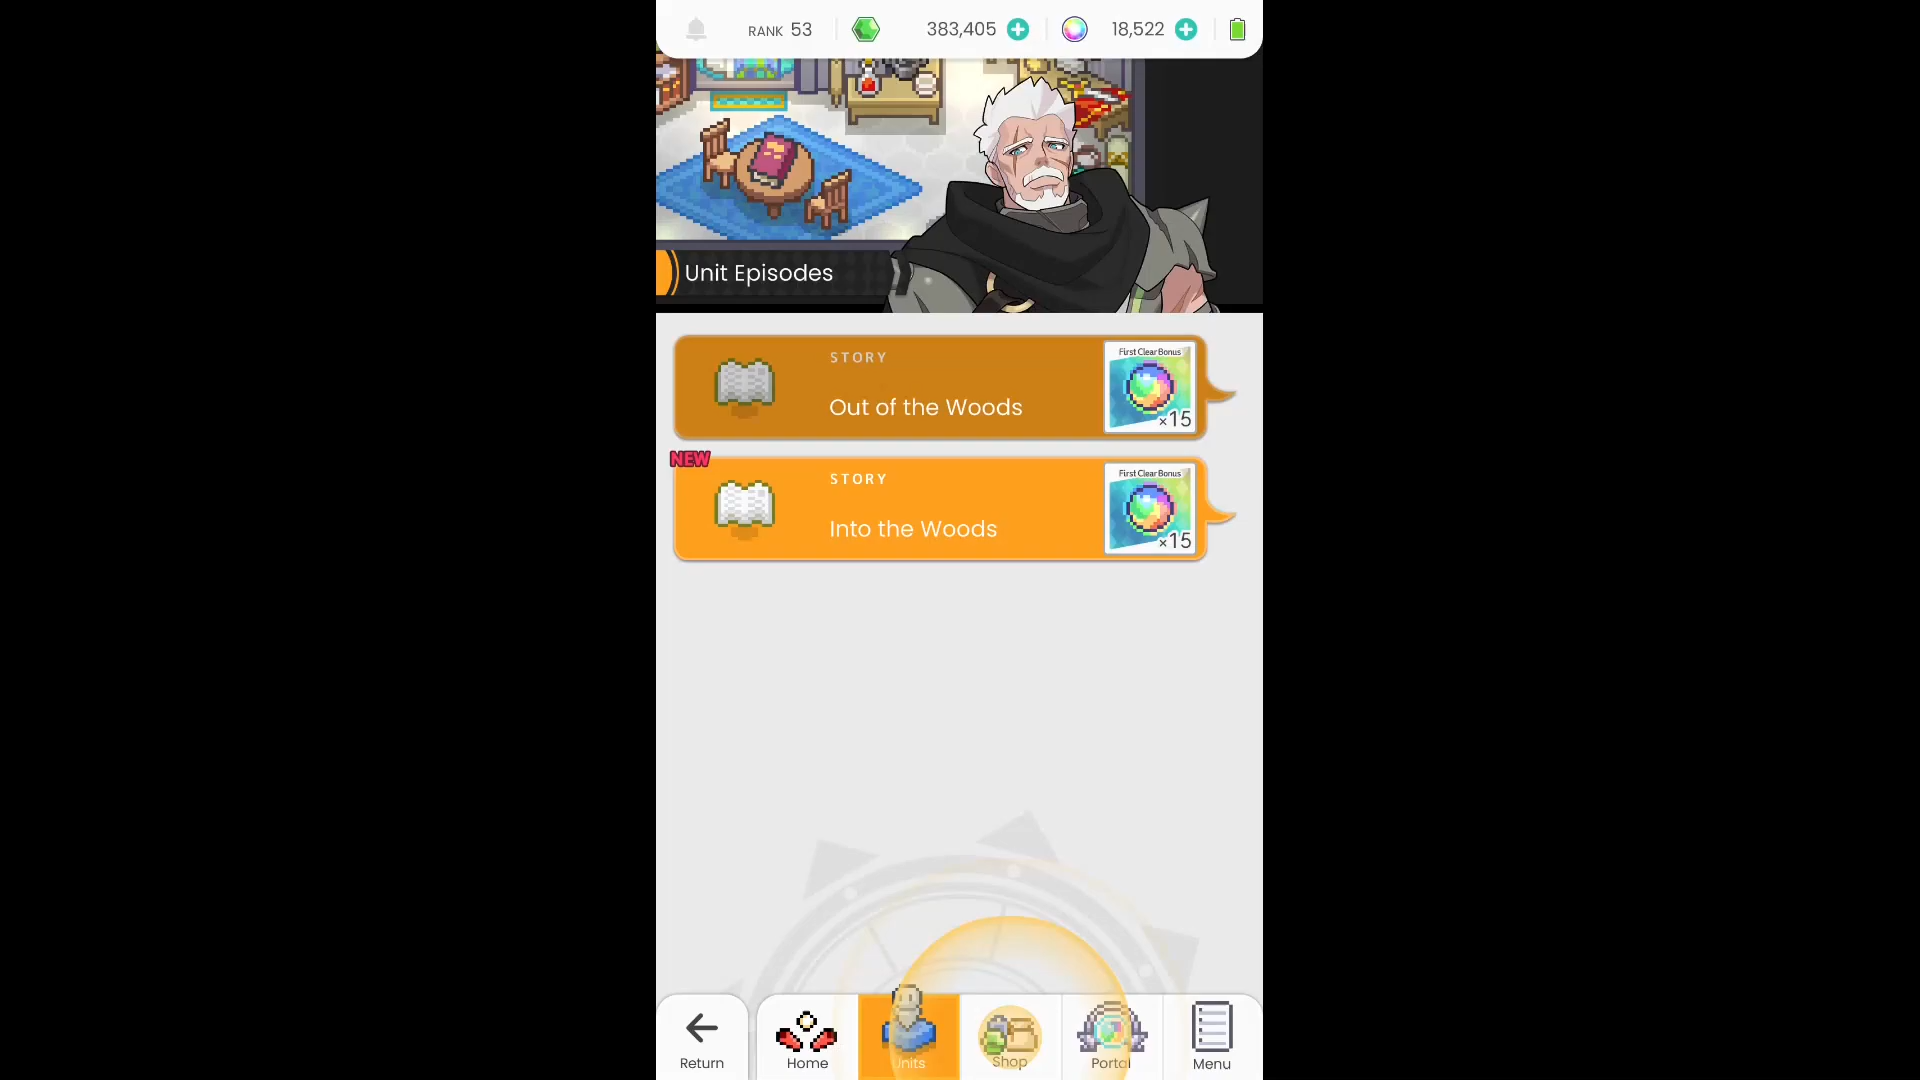 RANK 53
383,405
18,522
Unit Episodes
STORY
First Clear Bonus
Out of the Woods
×15
NEW
STORY
First Clear Bonus
Into the Woods
×15
Return
Home
Units
Shop
Portal
Menu